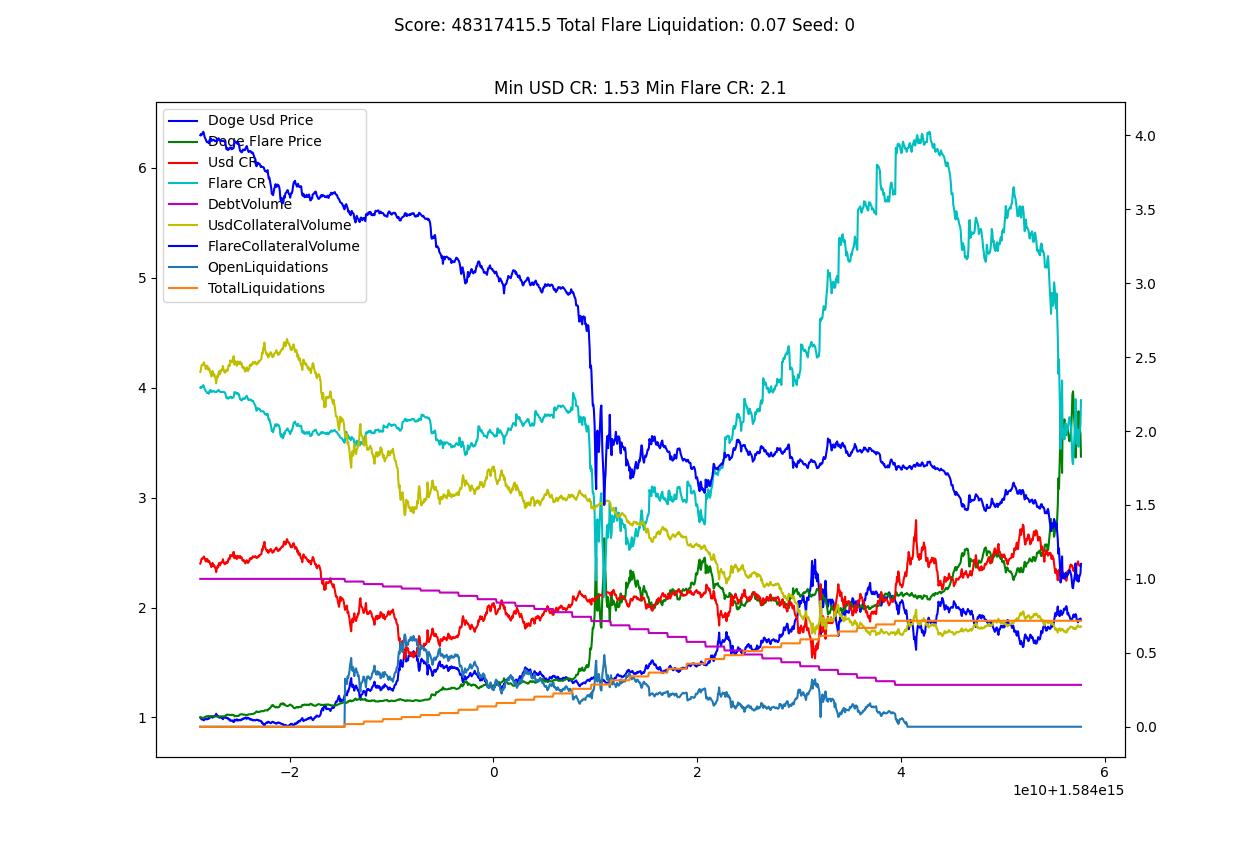 Score: 48317415.5 Total Flare Liquidation: 0.07 Seed: 0
Min USD CR: 1.53 Min Flare CR: 2.1
Doge Usd Price
Doge Flare Price
Usd CR
Flare CR
DebtVolume
UsdCollateralVolume
FlareCollateralVolume
OpenLiquidations
TotalLiquidations
6
5
4
3
2
1
4.0
3.5
3.0
2.5
2.0
1.5
1.0
0.5
0.0
−2
0
2
4
6
1e10+1.584e15